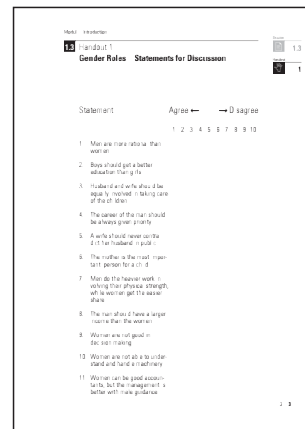 Introduction
1.3 Handout 1
1.3
Gender Roles Statements for Discussion
1
Statement Agree ← → Disagree
1 2 3 4 5 6 7 8 9 10
1 Men are more rational than
women
2 Boys should get a better
education than girls
3 Husband and wife should be
equally involved in taking care
of the children
4 The career of the man should
be always given priority
5 A wife should never contra
dict her husband in public
6 The mother is the most impor-
tant person for a child
7 Men do the heavier work in
volving their physical strength,
while women get the easier
share
8 The man should have a larger
income than the women
9 Women are not good in
decision making
10 Women are not able to under-
stand and handle machinery
11 Women can be good accoun-
tants, but the management is
better with male guidance